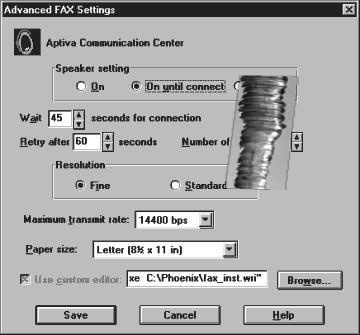 Advanced FAX Settings
Aptiva Communication Center
Speaker setting
On On until connect
Wait 45 seconds for connection
Retry after 60 seconds Number of
Resolution
Fine Standard
Maximum transmit rate: 14400 bps
Paper size: Letter (8½ x 11 in)
Use custom editor: xe C:\Phoenix\fax_inst.wri" Browse...
Save Cancel Help